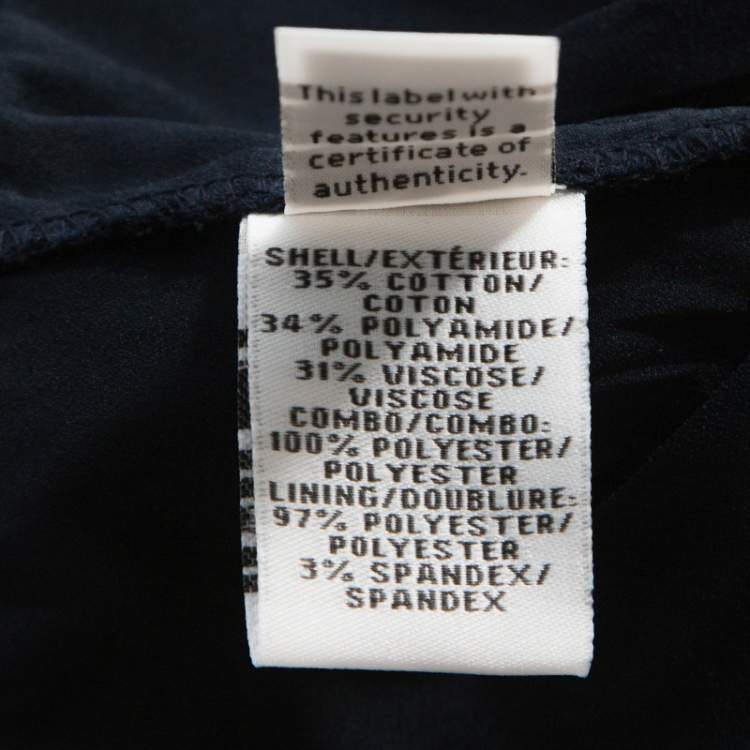 This label with
security
features is a
certificate of
authenticity.
SHELL/EXTÉRIEUR:
35% COTTON/
COTON
34% POLYAMIDE/
POLYAMIDE
31% VISCOSE/
VISCOSE
COMBO/COMBO:
100% POLYESTER/
POLYESTER
LINING/DOUBLURE:
97% POLYESTER/
POLYESTER
3% SPANDEX/
SPANDEX